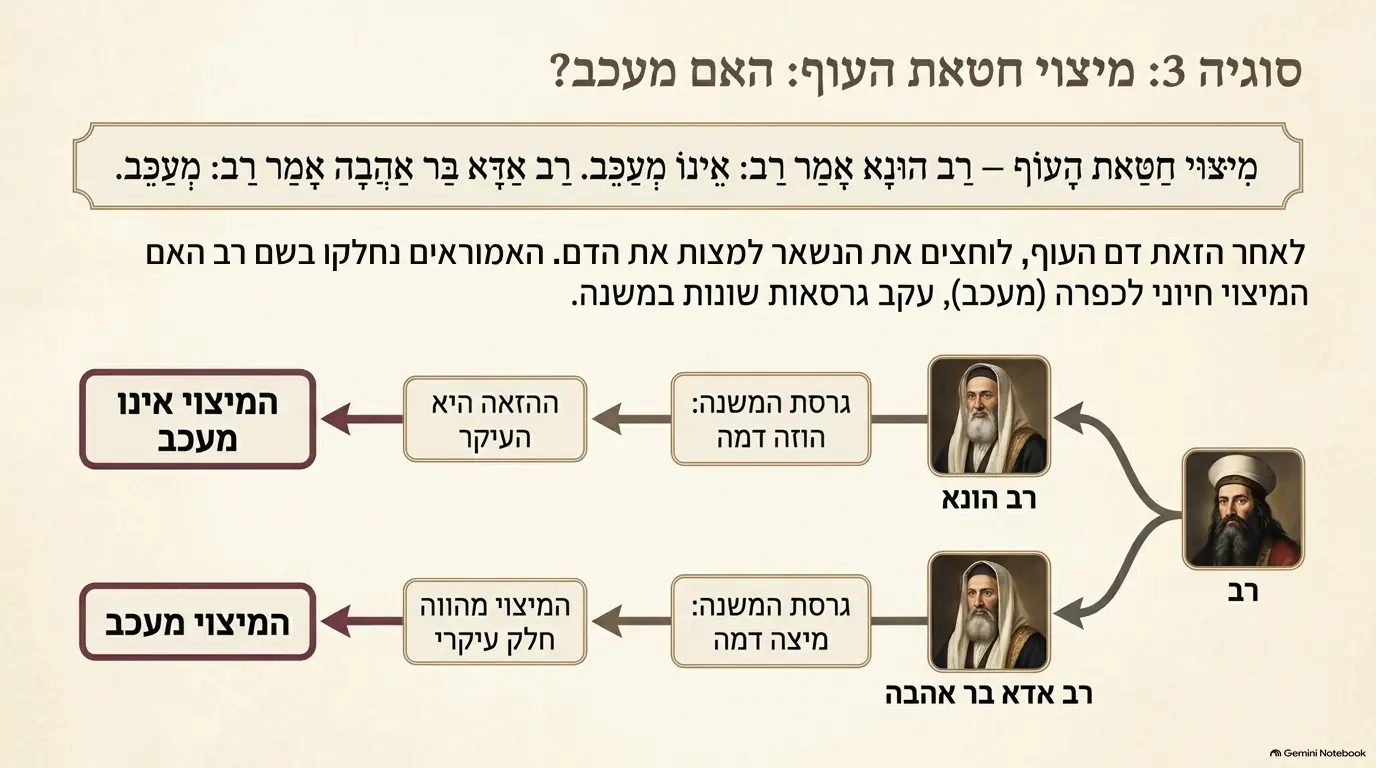 סוגיה 3: מיצוי חטאת העוף: האם מעכב?
מִיצּוּי חַטַּאת הָעוֹף – רַב הוּנָא אָמַר רַב: אֵינוֹ מְעַכֵּב. רַב אַדָּא בַּר אַהֲבָה אָמַר רַב: מְעַכֵּב.
לאחר הזאת דם העוף, לוחצים את הנשאר למצות את הדם. האמוראים נחלקו בשם רב האם
המיצוי חיוני לכפרה (מעכב), עקב גרסאות שונות במשנה.
רב
רב הונא
גרסת המשנה:
הוזה דמה
ההזאה היא
העיקר
המיצוי אינו
מעכב
רב אדא בר אהבה
גרסת המשנה:
מיצה דמה
המיצוי מהווה
חלק עיקרי
המיצוי מעכב
Gemini Notebook